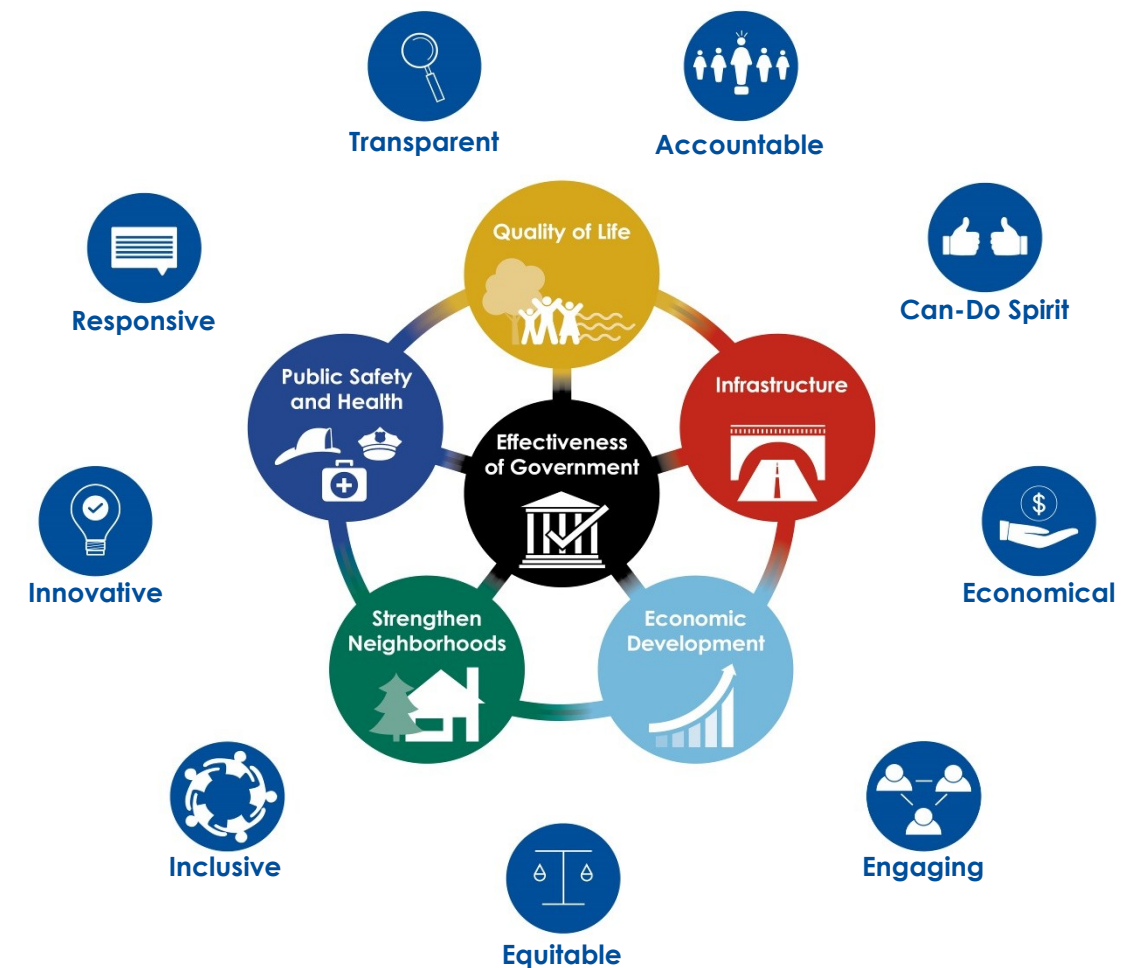 Transparent
Accountable
Responsive
Quality of Life
Can-Do Spirit
Public Safety
and Health
Infrastructure
Effectiveness
of Government
$
Innovative
Economical
Strengthen
Neighborhoods
Economic
Development
Inclusive
Engaging
Equitable